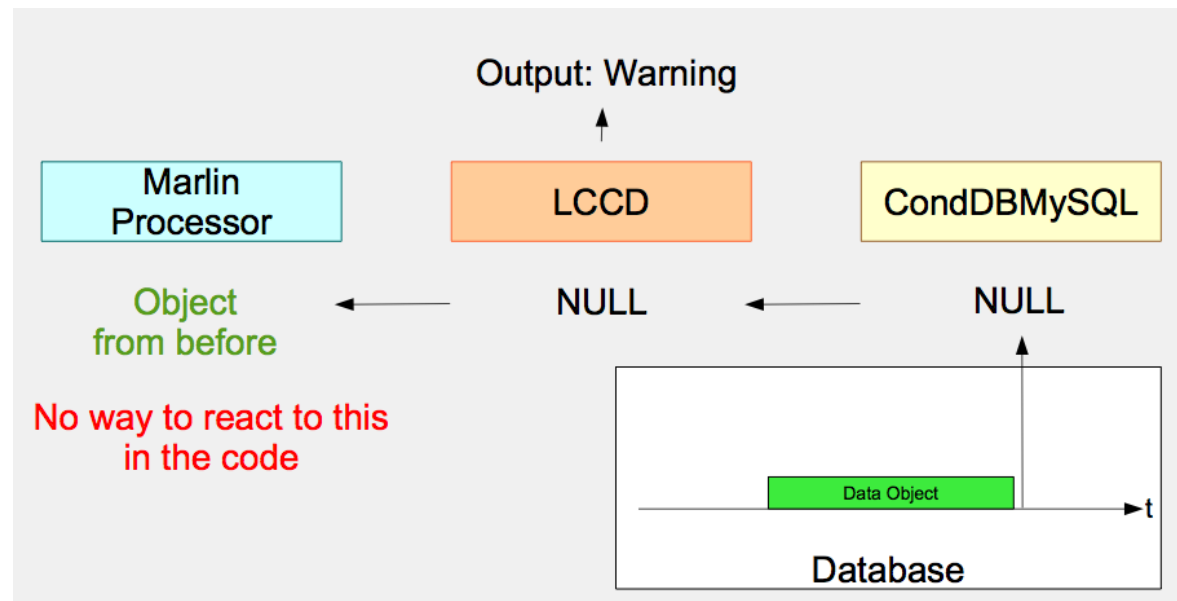 Output: Warning
Marlin
Processor
LCCD
CondDBMySQL
Object
from before
NULL
NULL
No way to react to this
in the code
Data Object
t
Database